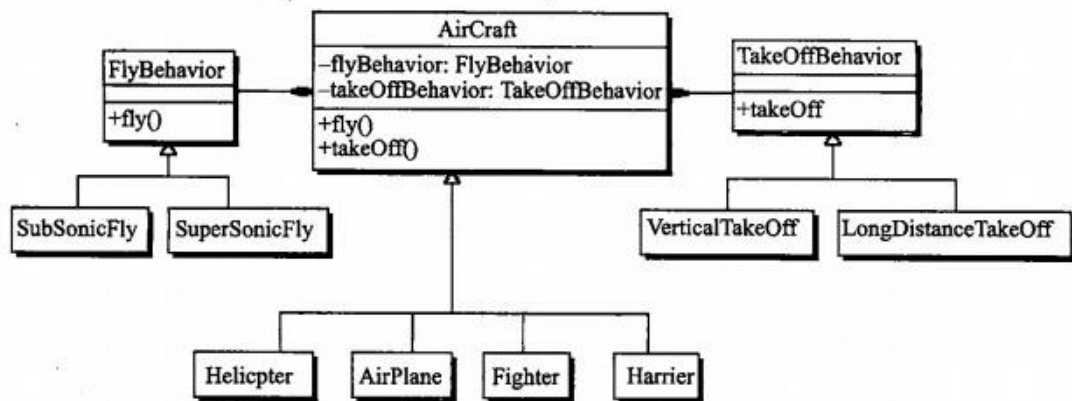 AirCraft
–flyBehavior: FlyBehavior
–takeOffBehavior: TakeOffBehavior
+fly()
+takeOff()
FlyBehavior
+fly()
TakeOffBehavior
+takeOff
SubSonicFly
SuperSonicFly
VerticalTakeOff
LongDistanceTakeOff
Helicpter
AirPlane
Fighter
Harrier